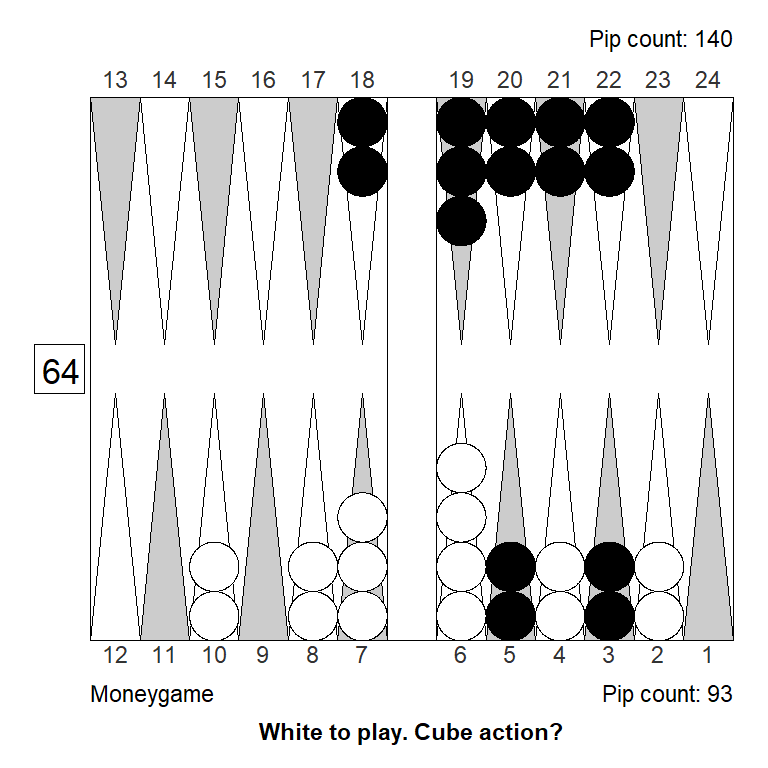 Pip count: 140
13 14 15 16 17 18 19 20 21 22 23 24
64
12 11 10 9 8 7 6 5 4 3 2 1
Moneygame Pip count: 93
White to play. Cube action?